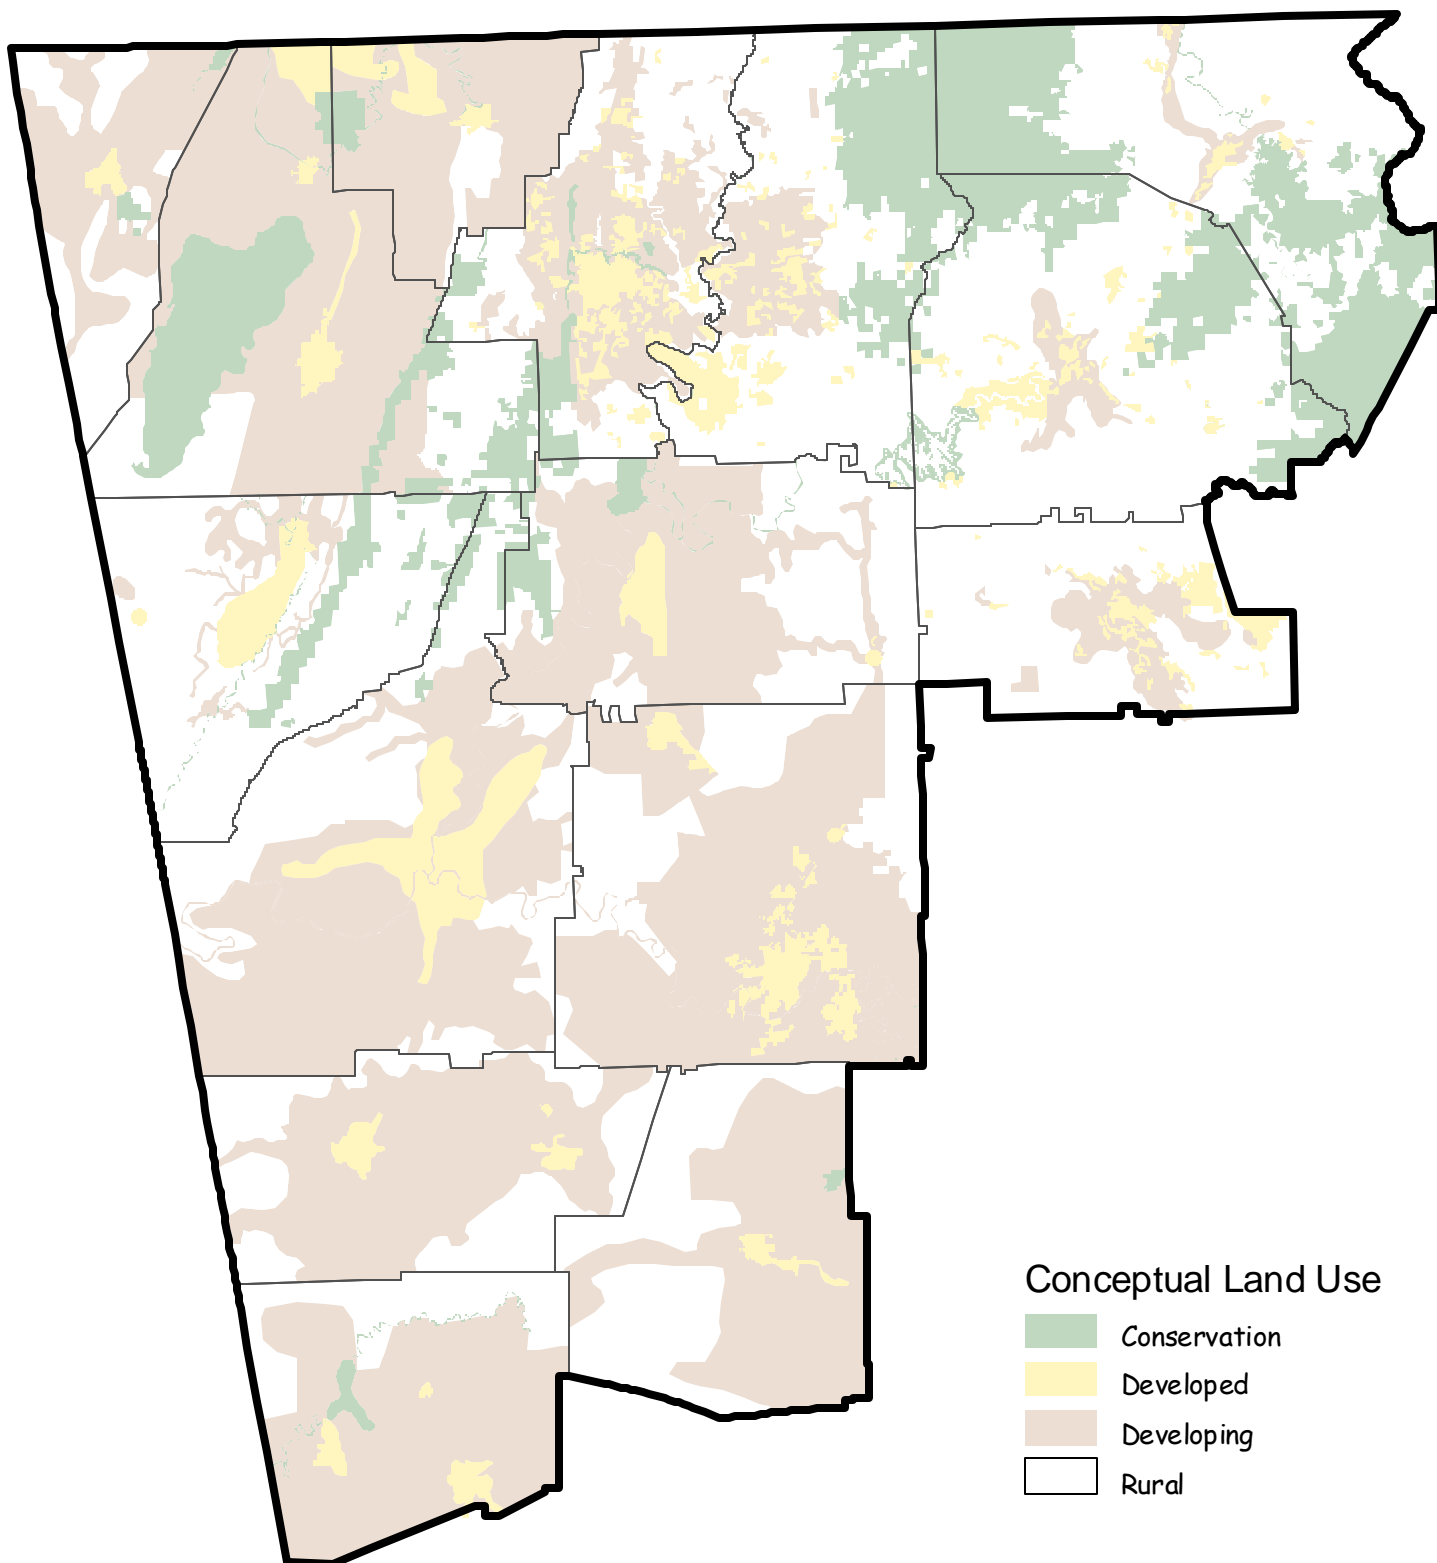 Conceptual Land Use
Conservation
Developed
Developing
Rural